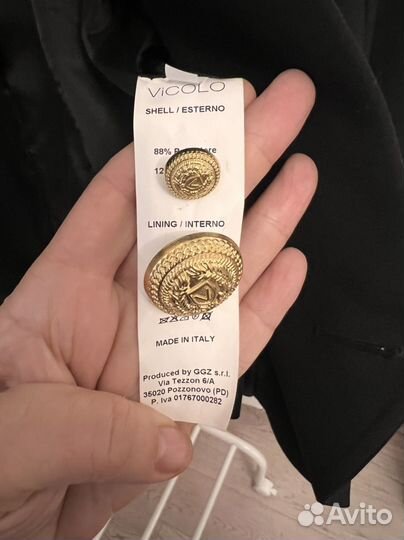 ViCOLO
SHELL / ESTERNO
88%
12
LINING / INTERNO
MADE IN ITALY
Produced by GGZ s.r.l.
Via Tezzon 6/A
35020 Pozzonovo (PD)
P. Iva 01767000282
Avito